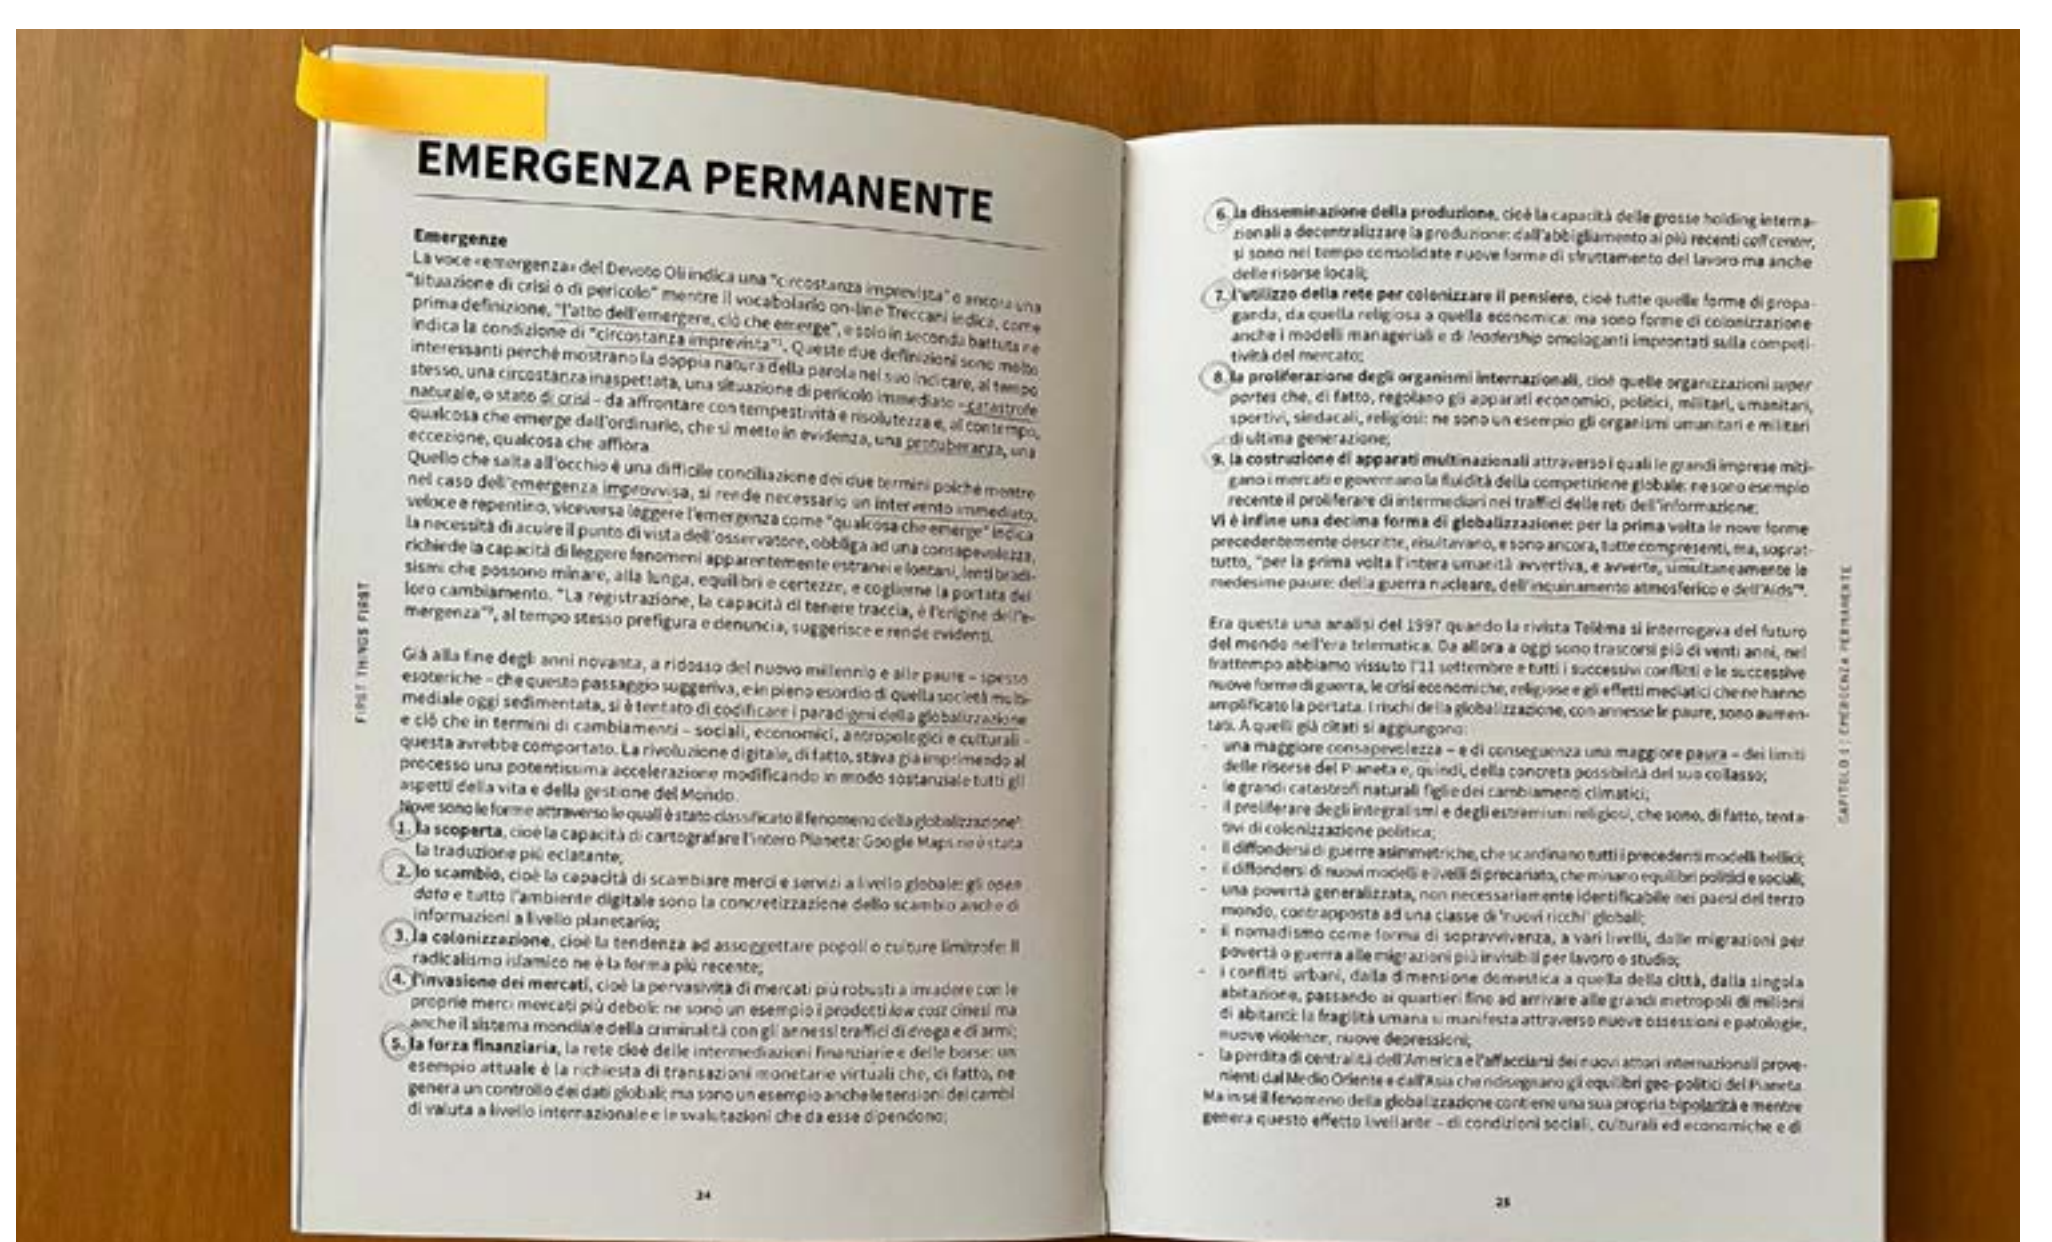 EMERGENZA PERMANENTE
Emergenze
La voce «emergenza» del Devoto Oli indica una "circostanza imprevista" o ancora una
"situazione di crisi o di pericolo" mentre il vocabolario on-line Treccani indica, come
prima definizione, "l'atto dell'emergere, ciò che emerge", e solo in seconda battuta ne
indica la condizione di "circostanza imprevista"¹. Queste due definizioni sono molto
interessanti perché mostrano la doppia natura della parola nel suo indicare, al tempo
stesso, una circostanza inaspettata, una situazione di pericolo immediato – catastrofe
naturale, o stato di crisi – da affrontare con tempestività e risolutezza e, al contempo,
qualcosa che emerge dall'ordinario, che si mette in evidenza, una protuberanza, una
eccezione, qualcosa che affiora.
Quello che salta all'occhio è una difficile conciliazione dei due termini poiché mentre
nel caso dell'emergenza improvvisa, si rende necessario un intervento immediato,
veloce e repentino, viceversa leggere l'emergenza come "qualcosa che emerge" indica
la necessità di acuire il punto di vista dell'osservatore, obbliga ad una consapevolezza,
richiede la capacità di leggere fenomeni apparentemente estranei e lontani, lenti bradi-
sismi che possono minare, alla lunga, equilibri e certezze, e coglierne la portata del
loro cambiamento. "La registrazione, la capacità di tenere traccia, è l'origine dell'e-
mergenza"², al tempo stesso prefigura e denuncia, suggerisce e rende evidenti.
Già alla fine degli anni novanta, a ridosso del nuovo millennio e alle paure – spesso
esoteriche – che questo passaggio suggeriva, e in pieno esordio di quella società multi-
mediale oggi sedimentata, si è tentato di codificare i paradigmi della globalizzazione
e ciò che in termini di cambiamenti – sociali, economici, antropologici e culturali –
questa avrebbe comportato. La rivoluzione digitale, di fatto, stava già imprimendo al
processo una potentissima accelerazione modificando in modo sostanziale tutti gli
aspetti della vita e della gestione del Mondo.
Nove sono le forme attraverso le quali è stato classificato il fenomeno della globalizzazione³:
1. la scoperta, cioè la capacità di cartografare l'intero Pianeta: Google Maps ne è stata
la traduzione più eclatante;
2. lo scambio, cioè la capacità di scambiare merci e servizi a livello globale: gli open
data e tutto l'ambiente digitale sono la concretizzazione dello scambio anche di
informazioni a livello planetario;
3. la colonizzazione, cioè la tendenza ad assoggettare popoli o culture limitrofe: il
radicalismo islamico ne è la forma più recente;
4. l'invasione dei mercati, cioè la pervasività di mercati più robusti a invadere con le
proprie merci mercati più deboli: ne sono un esempio i prodotti low cost cinesi ma
anche il sistema mondiale della criminalità con gli annessi traffici di droga e di armi;
5. la forza finanziaria, la rete cioè delle intermediazioni finanziarie e delle borse: un
esempio attuale è la richiesta di transazioni monetarie virtuali che, di fatto, ne
genera un controllo dei dati globali; ma sono un esempio anche le tensioni dei cambi
di valuta a livello internazionale e le svalutazioni che da esse dipendono;
FIRST THINGS FIRST
24
6. la disseminazione della produzione, cioè la capacità delle grosse holding interna-
zionali a decentralizzare la produzione: dall'abbigliamento ai più recenti call center,
si sono nel tempo consolidate nuove forme di sfruttamento del lavoro ma anche
delle risorse locali;
7. l'utilizzo della rete per colonizzare il pensiero, cioè tutte quelle forme di propa-
ganda, da quella religiosa a quella economica: ma sono forme di colonizzazione
anche i modelli manageriali e di leadership omologanti improntati sulla competi-
tività del mercato;
8. la proliferazione degli organismi internazionali, cioè quelle organizzazioni super
partes che, di fatto, regolano gli apparati economici, politici, militari, umanitari,
sportivi, sindacali, religiosi: ne sono un esempio gli organismi umanitari e militari
di ultima generazione;
9. la costruzione di apparati multinazionali attraverso i quali le grandi imprese miti-
gano i mercati e governano la fluidità della competizione globale: ne sono esempio
recente il proliferare di intermediari nei traffici delle reti dell'informazione.
Vi è infine una decima forma di globalizzazione: per la prima volta le nove forme
precedentemente descritte, risultavano, e sono ancora, tutte compresenti, ma, soprat-
tutto, "per la prima volta l'intera umanità avvertiva, e avverte, simultaneamente le
medesime paure: della guerra nucleare, dell'inquinamento atmosferico e dell'Aids"⁴.
Era questa una analisi del 1997 quando la rivista Telèma si interrogava del futuro
del mondo nell'era telematica. Da allora a oggi sono trascorsi più di venti anni, nel
frattempo abbiamo vissuto l'11 settembre e tutti i successivi conflitti e le successive
nuove forme di guerra, le crisi economiche, religiose e gli effetti mediatici che ne hanno
amplificato la portata. I rischi della globalizzazione, con annesse le paure, sono aumen-
tati. A quelli già citati si aggiungono:
- una maggiore consapevolezza – e di conseguenza una maggiore paura – dei limiti
delle risorse del Pianeta e, quindi, della concreta possibilità del suo collasso;
- le grandi catastrofi naturali figlie dei cambiamenti climatici;
- il proliferare degli integralismi e degli estremismi religiosi, che sono, di fatto, tenta-
tivi di colonizzazione politica;
- il diffondersi di guerre asimmetriche, che scardinano tutti i precedenti modelli bellici;
- il diffondersi di nuovi modelli e livelli di precariato, che minano equilibri politici e sociali;
- una povertà generalizzata, non necessariamente identificabile nei paesi del terzo
mondo, contrapposta ad una classe di 'nuovi ricchi' globali;
- il nomadismo come forma di sopravvivenza, a vari livelli, dalle migrazioni per
povertà o guerra alle migrazioni più invisibili per lavoro o studio;
- i conflitti urbani, dalla dimensione domestica a quella della città, dalla singola
abitazione, passando ai quartieri fino ad arrivare alle grandi metropoli di milioni
di abitanti: la fragilità umana si manifesta attraverso nuove ossessioni e patologie,
nuove violenze, nuove depressioni;
- la perdita di centralità dell'America e l'affacciarsi dei nuovi attori internazionali prove-
nienti dal Medio Oriente e dall'Asia che ridisegnano gli equilibri geo-politici del Pianeta.
Ma in sé il fenomeno della globalizzazione contiene una sua propria bipolarità e mentre
genera questo effetto livellante – di condizioni sociali, culturali ed economiche e di
CAPITOLO 1: EMERGENZA PERMANENTE
25